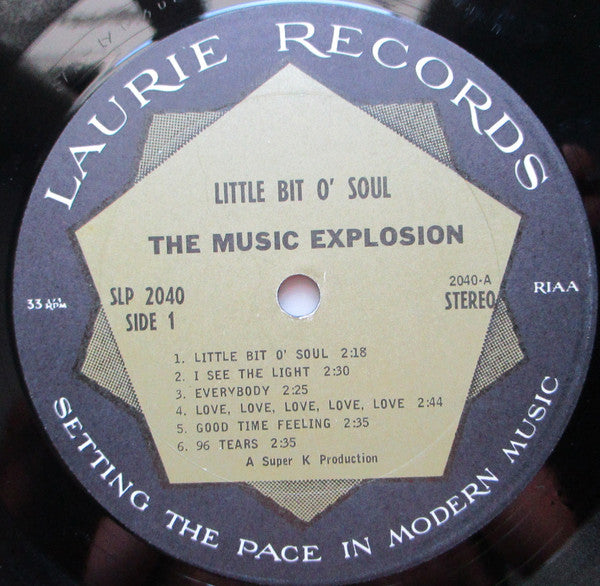 LAURIE RECORDS
LITTLE BIT O' SOUL
THE MUSIC EXPLOSION
33 1/3 RPM
SLP 2040
SIDE 1
2040-A
STEREO
RIAA
1. LITTLE BIT O' SOUL 2:18
2. I SEE THE LIGHT 2:30
3. EVERYBODY 2:25
4. LOVE, LOVE, LOVE, LOVE, LOVE 2:44
5. GOOD TIME FEELING 2:35
6. 96 TEARS 2:35
A Super K Production
SETTING THE PACE IN MODERN MUSIC